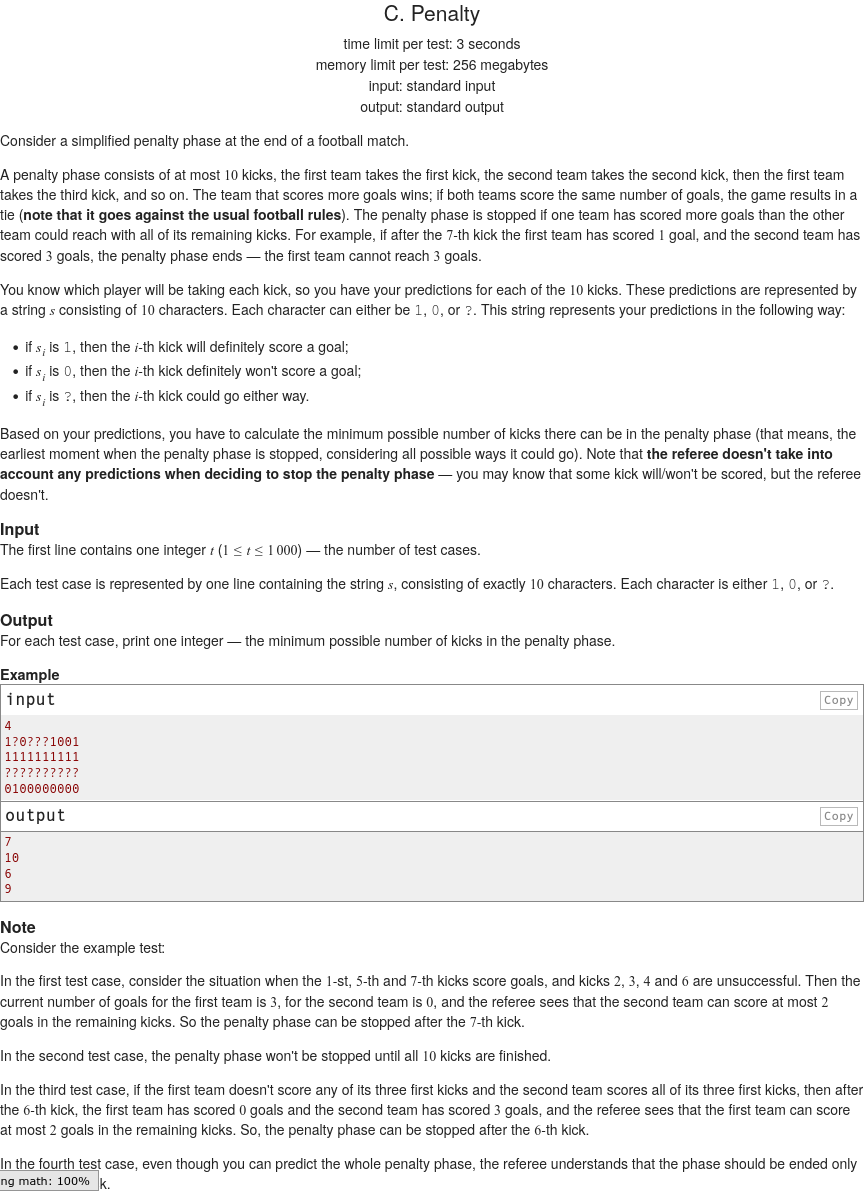 C. Penalty
time limit per test: 3 seconds
memory limit per test: 256 megabytes
input: standard input
output: standard output
Consider a simplified penalty phase at the end of a football match.
A penalty phase consists of at most 10 kicks, the first team takes the first kick, the second team takes the second kick, then the first team
takes the third kick, and so on. The team that scores more goals wins; if both teams score the same number of goals, the game results in a
tie (note that it goes against the usual football rules). The penalty phase is stopped if one team has scored more goals than the other
team could reach with all of its remaining kicks. For example, if after the 7-th kick the first team has scored 1 goal, and the second team has
scored 3 goals, the penalty phase ends — the first team cannot reach 3 goals.
You know which player will be taking each kick, so you have your predictions for each of the 10 kicks. These predictions are represented by
a string s consisting of 10 characters. Each character can either be 1, 0, or ?. This string represents your predictions in the following way:
• if s_i is 1, then the i-th kick will definitely score a goal;
• if s_i is 0, then the i-th kick definitely won't score a goal;
• if s_i is ?, then the i-th kick could go either way.
Based on your predictions, you have to calculate the minimum possible number of kicks there can be in the penalty phase (that means, the
earliest moment when the penalty phase is stopped, considering all possible ways it could go). Note that the referee doesn't take into
account any predictions when deciding to stop the penalty phase — you may know that some kick will/won't be scored, but the referee
doesn't.
Input
The first line contains one integer t (1 ≤ t ≤ 1 000) — the number of test cases.
Each test case is represented by one line containing the string s, consisting of exactly 10 characters. Each character is either 1, 0, or ?.
Output
For each test case, print one integer — the minimum possible number of kicks in the penalty phase.
Example
input Copy
4
1?0???1001
1111111111
??????????
0100000000
output Copy
7
10
6
9
Note
Consider the example test:
In the first test case, consider the situation when the 1-st, 5-th and 7-th kicks score goals, and kicks 2, 3, 4 and 6 are unsuccessful. Then the
current number of goals for the first team is 3, for the second team is 0, and the referee sees that the second team can score at most 2
goals in the remaining kicks. So the penalty phase can be stopped after the 7-th kick.
In the second test case, the penalty phase won't be stopped until all 10 kicks are finished.
In the third test case, if the first team doesn't score any of its three first kicks and the second team scores all of its three first kicks, then after
the 6-th kick, the first team has scored 0 goals and the second team has scored 3 goals, and the referee sees that the first team can score
at most 2 goals in the remaining kicks. So, the penalty phase can be stopped after the 6-th kick.
In the fourth test case, even though you can predict the whole penalty phase, the referee understands that the phase should be ended only
ng math: 100% k.